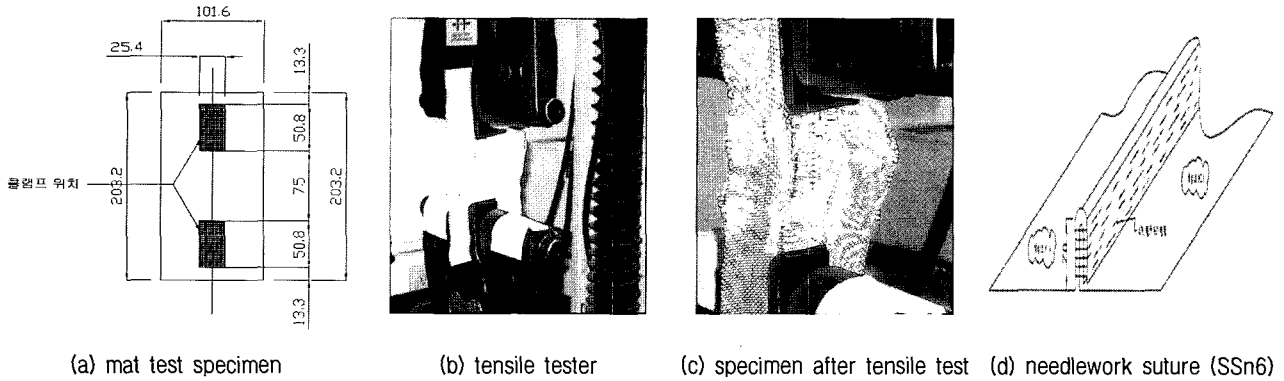 101.6
25.4
13.3
50.8
203.2
75
203.2
클램프 위치
50.8
13.3
(a) mat test specimen
(b) tensile tester
(c) specimen after tensile test
(d) needlework suture (SSn6)